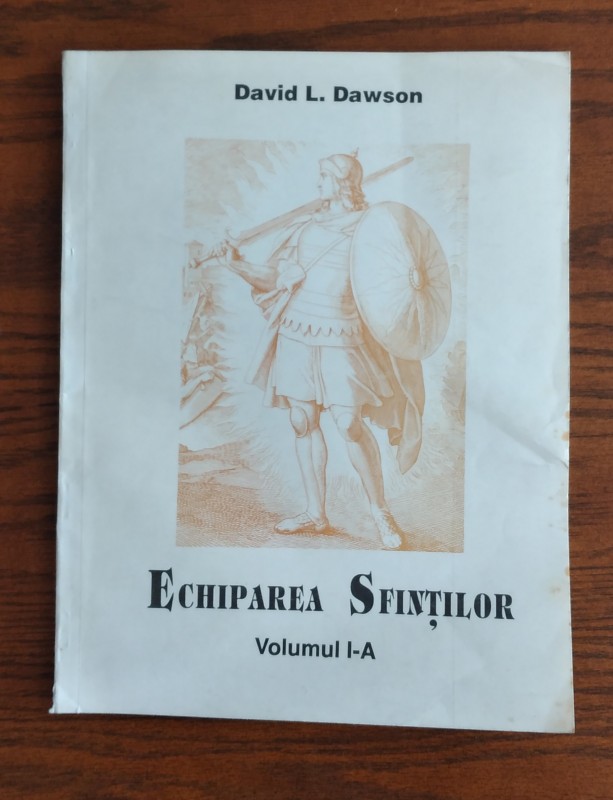 David L. Dawson
ECHIPAREA SFINȚILOR
Volumul I-A